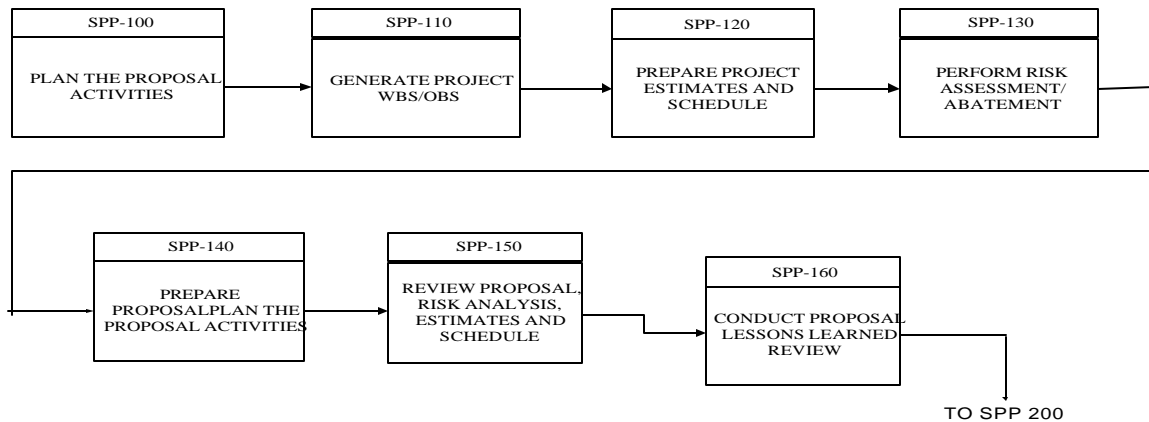 SPP-100
PLAN THE PROPOSAL
ACTIVITIES
SPP-110
GENERATE PROJECT
WBS/OBS
SPP-120
PREPARE PROJECT
ESTIMATES AND
SCHEDULE
SPP-130
PERFORM RISK
ASSESSMENT/
ABATEMENT
SPP-140
PREPARE
PROPOSALPLAN THE
PROPOSAL ACTIVITIES
SPP-150
REVIEW PROPOSAL,
RISK ANALYSIS,
ESTIMATES AND
SCHEDULE
SPP-160
CONDUCT PROPOSAL
LESSONS LEARNED
REVIEW
TO SPP 200